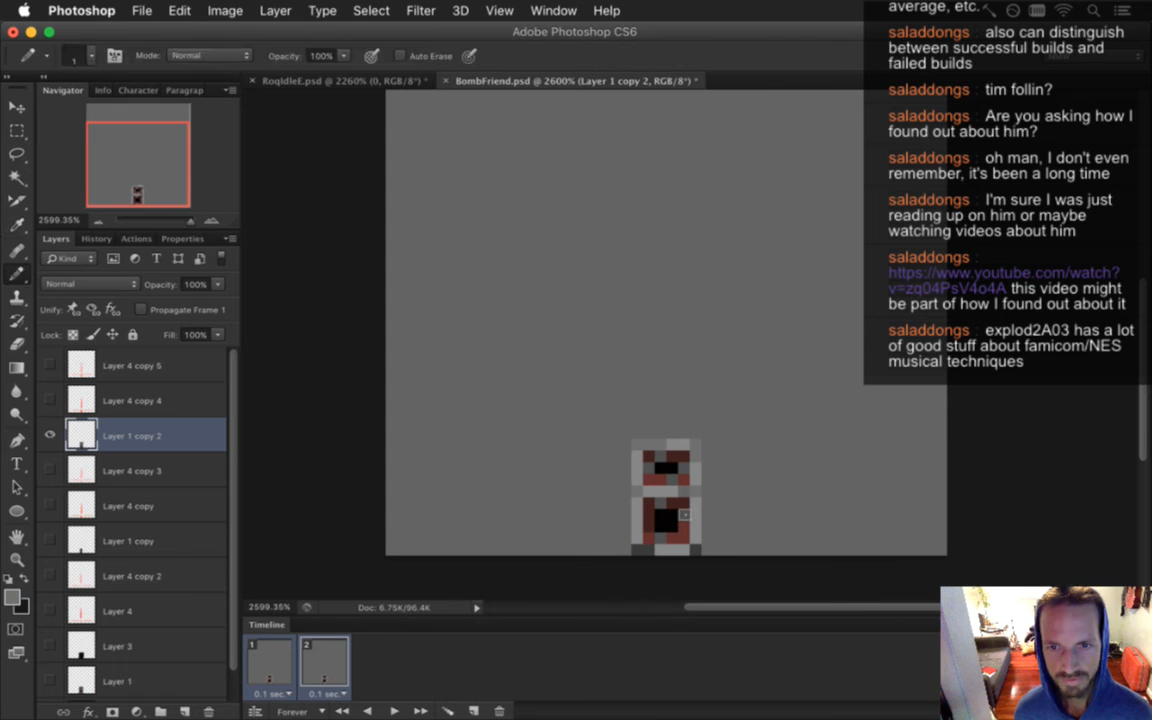 Photoshop File Edit Image Layer Type Select Filter 3D View Window Help
average, etc.
Adobe Photoshop CS6
saladdongs : also can distinguish
between successful builds and
failed builds
1 Mode: Normal Opacity: 100% Auto Erase
RoqIdleE.psd @ 2260% (0, RGB/8*) *
BombFriend.psd @ 2600% (Layer 1 copy 2, RGB/8*) *
Navigator Info Character Paragrap
saladdongs : tim follin?
saladdongs : Are you asking how I
found out about him?
saladdongs : oh man, I don't even
remember, it's been a long time
saladdongs : I'm sure I was just
reading up on him or maybe
watching videos about him
2599.35%
Layers History Actions Properties
saladdongs :
https://www.youtube.com/watch?
v=zq04PsV4o4A this video might
be part of how I found out about it
saladdongs : explod2A03 has a lot
of good stuff about famicom/NES
musical techniques
Kind
Normal Opacity: 100%
Unify: Propagate Frame 1
Lock: Fill: 100%
Layer 4 copy 5
Layer 4 copy 4
Layer 1 copy 2
Layer 4 copy 3
Layer 4 copy
Layer 1 copy
Layer 4 copy 2
Layer 4
Layer 3
Layer 1
2599.35% Doc: 6.75K/96.4K
Timeline
1 2
0.1 sec. 0.1 sec.
Forever
fx